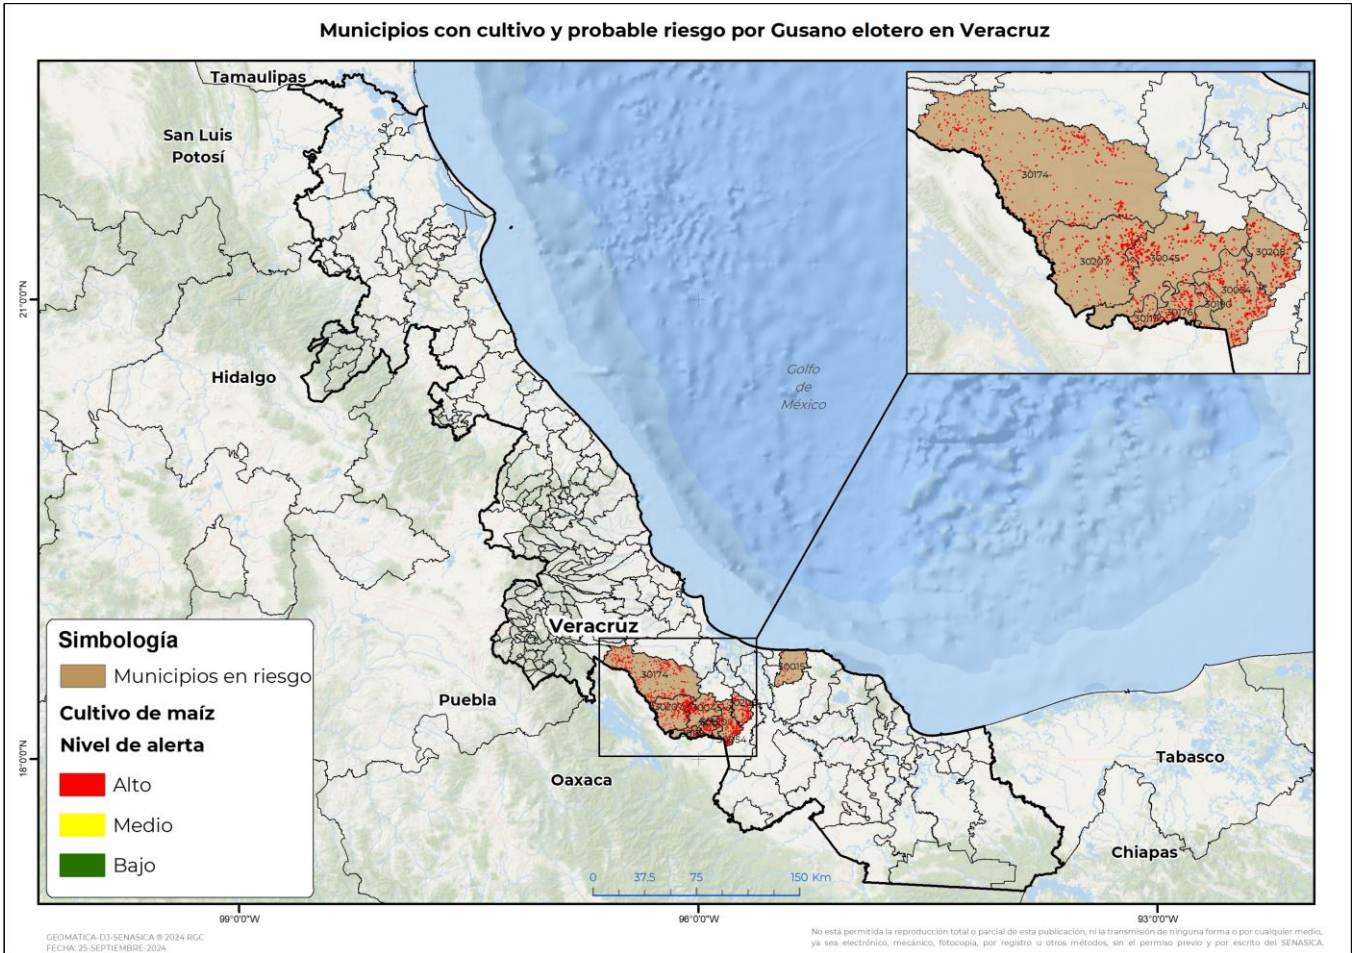 Municipios con cultivo y probable riesgo por Gusano elotero en Veracruz
Tamaulipas
San Luis
Potosí
Hidalgo
Golfo
de
México
Veracruz
Puebla
Oaxaca
Tabasco
Chiapas
30174
30207
30045
30208
30054
30190
30176
30174
30015
Simbología
Municipios en riesgo
Cultivo de maíz
Nivel de alerta
Alto
Medio
Bajo
0 37.5 75 150 Km
21°0'0"N
18°0'0"N
99°0'0"W
96°0'0"W
93°0'0"W
GEOMATICA-DJ-SENASICA ® 2024 RGC
FECHA: 25-SEPTIEMBRE-2024
No está permitida la reproducción total o parcial de esta publicación, ni la transmisión de ninguna forma o por cualquier medio,
ya sea electrónico, mecánico, fotocopia, por registro u otros métodos, sin el permiso previo y por escrito del SENASICA.